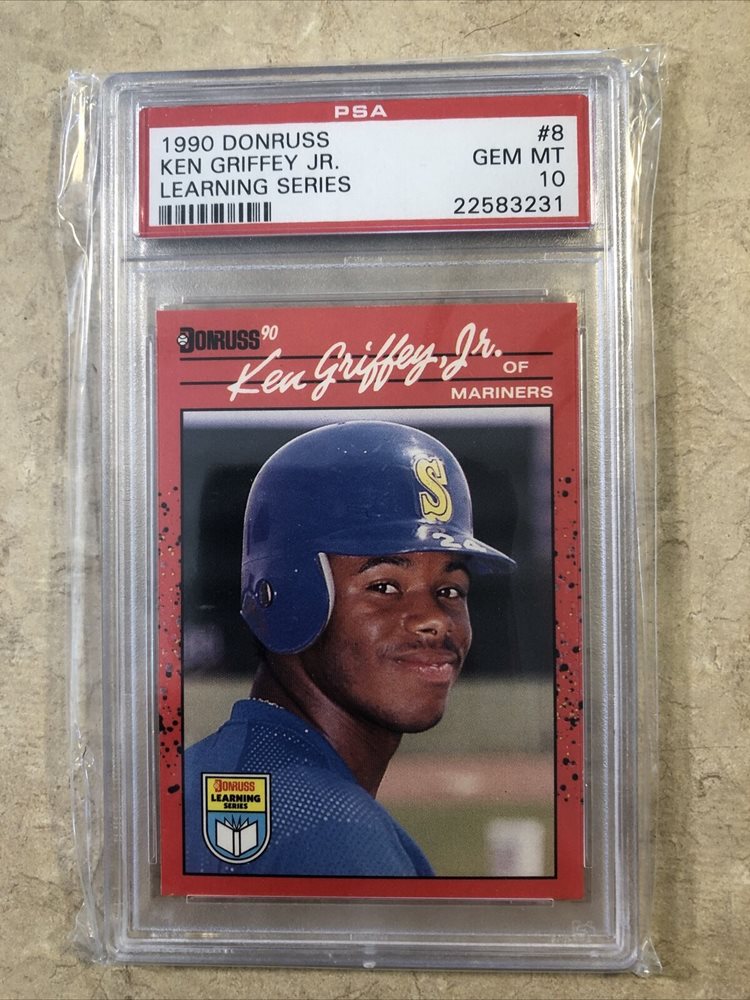 PSA
1990 DONRUSS #8
KEN GRIFFEY JR. GEM MT
LEARNING SERIES 10
22583231
DONRUSS 90
Ken Griffey, Jr. OF
MARINERS
S
24
DONRUSS
LEARNING
SERIES